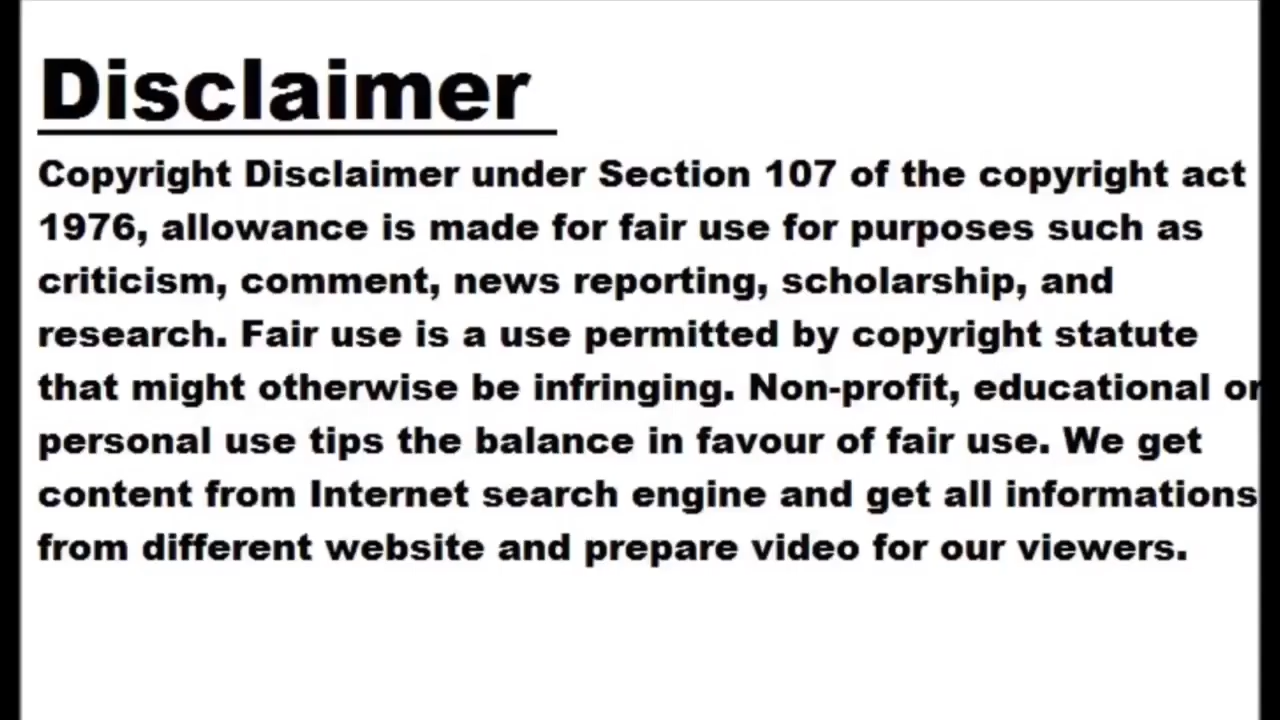 Disclaimer
Copyright Disclaimer under Section 107 of the copyright act
1976, allowance is made for fair use for purposes such as
criticism, comment, news reporting, scholarship, and
research. Fair use is a use permitted by copyright statute
that might otherwise be infringing. Non-profit, educational or
personal use tips the balance in favour of fair use. We get
content from Internet search engine and get all informations
from different website and prepare video for our viewers.